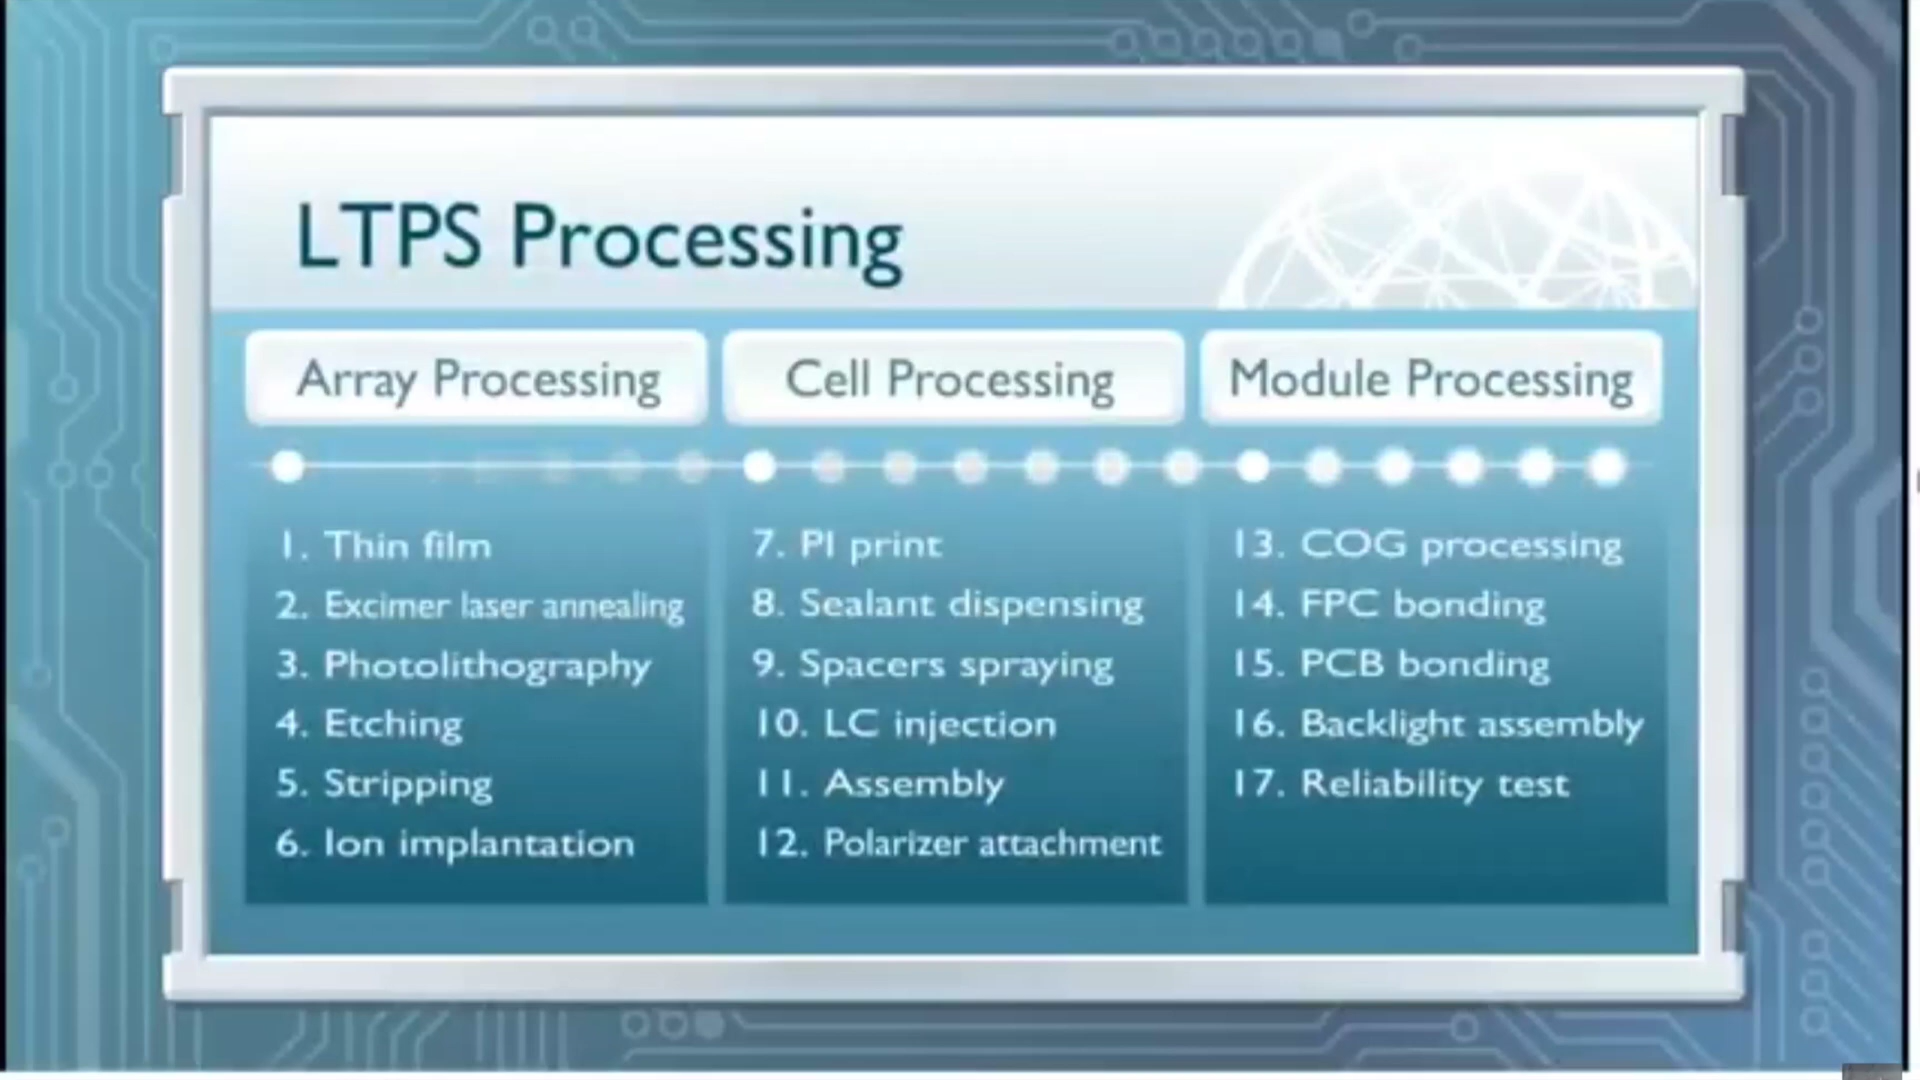 LTPS Processing
Array Processing
1. Thin film
2. Excimer laser annealing
3. Photolithography
4. Etching
5. Stripping
6. Ion implantation
Cell Processing
7. PI print
8. Sealant dispensing
9. Spacers spraying
10. LC injection
11. Assembly
12. Polarizer attachment
Module Processing
13. COG processing
14. FPC bonding
15. PCB bonding
16. Backlight assembly
17. Reliability test